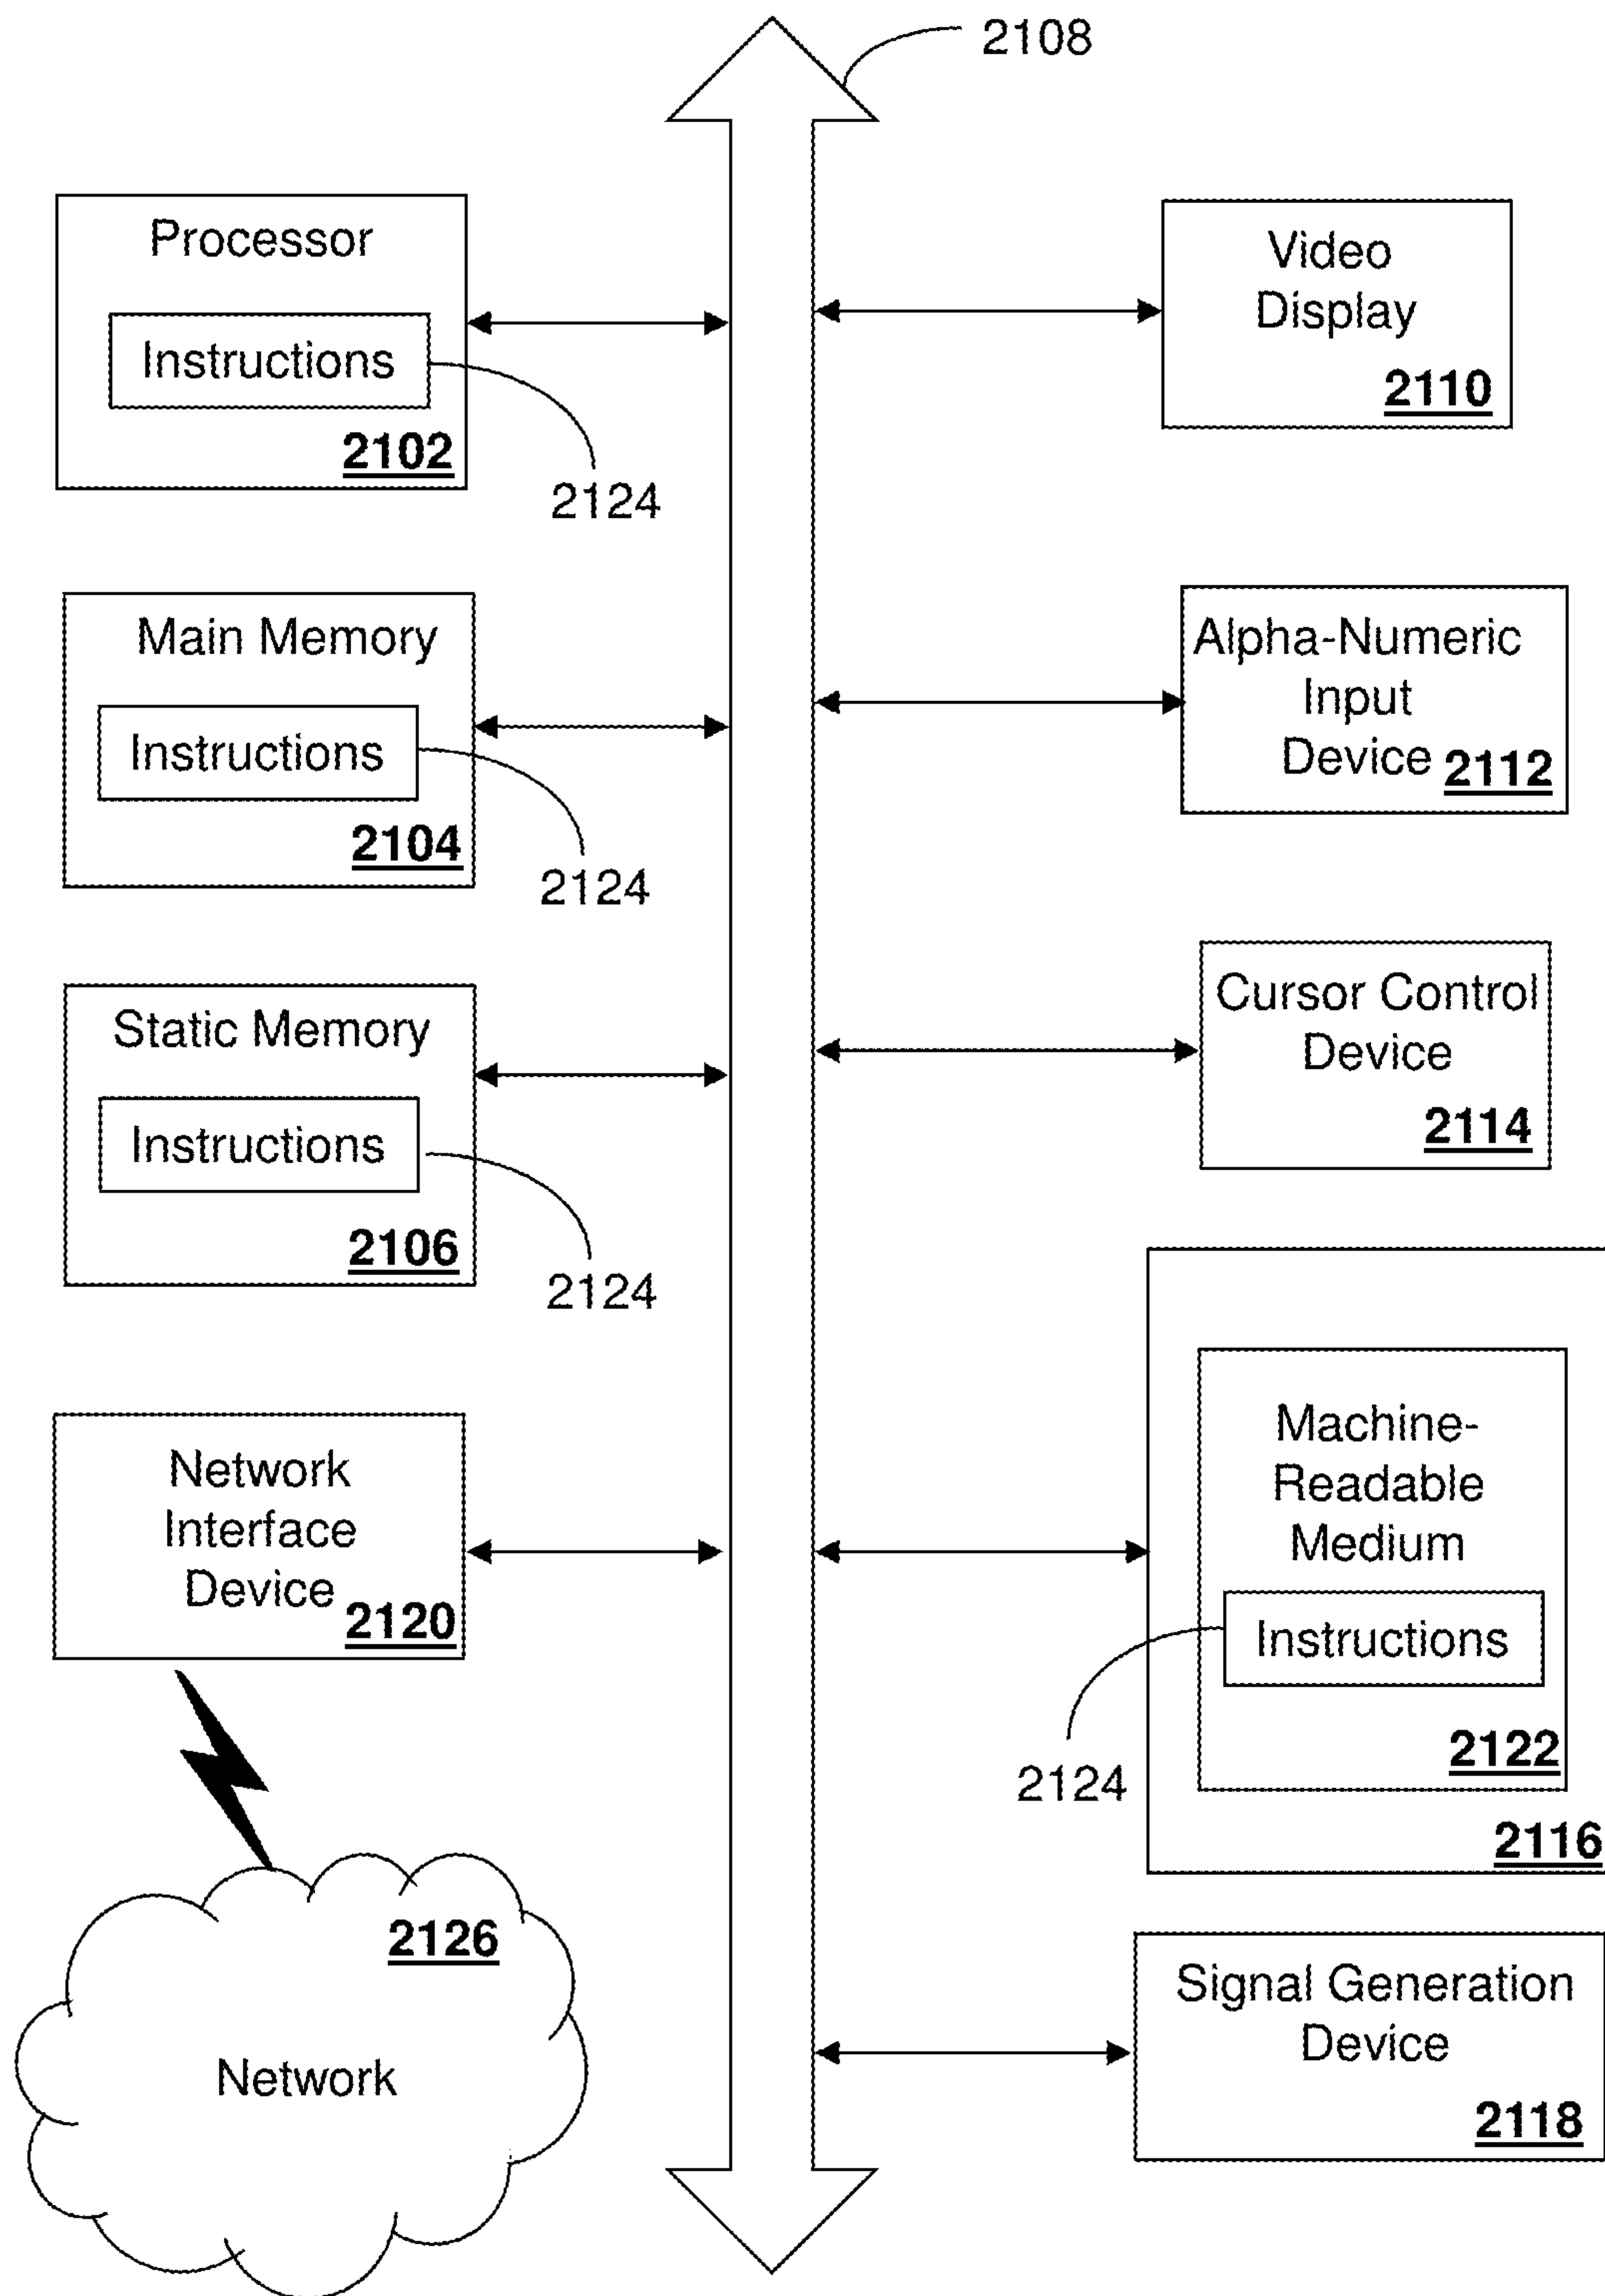 2108
Processor
Instructions
2102
2124
Main Memory
Instructions
2104
2124
Static Memory
Instructions
2106
2124
Network
Interface
Device
2120
2126
Network
Video
Display
2110
Alpha-Numeric
Input
Device 2112
Cursor Control
Device
2114
Machine-
Readable
Medium
Instructions
2122
2124
2116
Signal Generation
Device
2118